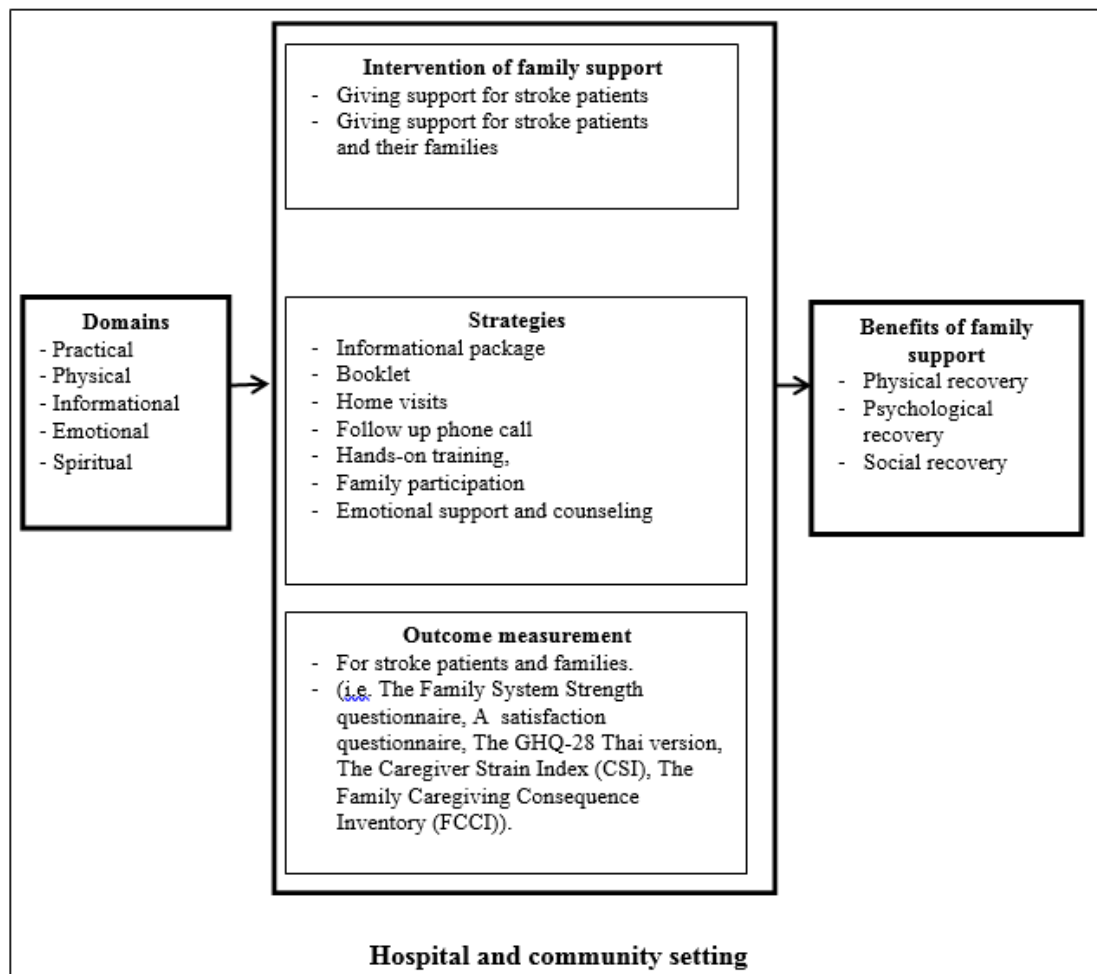 Intervention of family support
- Giving support for stroke patients
- Giving support for stroke patients
and their families
Domains
- Practical
- Physical
- Informational
- Emotional
- Spiritual
Strategies
- Informational package
- Booklet
- Home visits
- Follow up phone call
- Hands-on training,
- Family participation
- Emotional support and counseling
Outcome measurement
- For stroke patients and families.
- (i.e. The Family System Strength
questionnaire, A satisfaction
questionnaire, The GHQ-28 Thai version,
The Caregiver Strain Index (CSI), The
Family Caregiving Consequence
Inventory (FCCI)).
Benefits of family
support
- Physical recovery
- Psychological
recovery
- Social recovery
Hospital and community setting